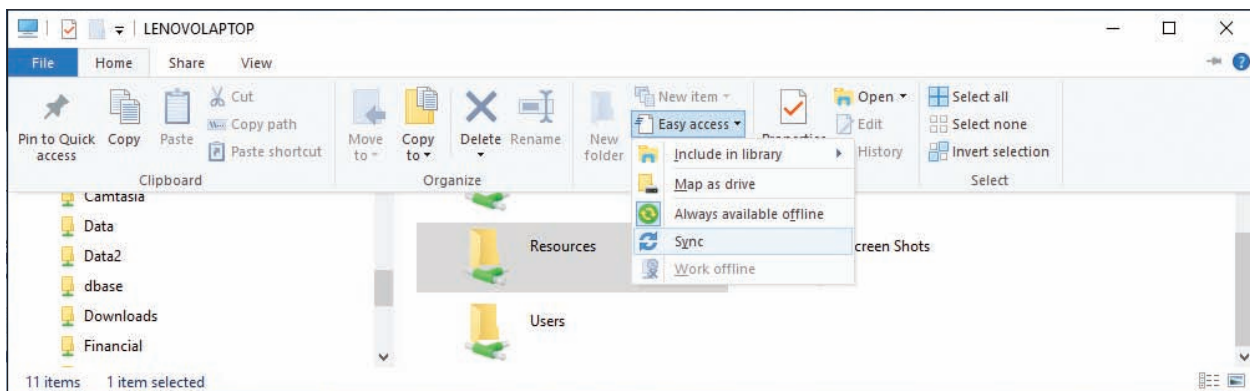 LENOVOLAPTOP
File Home Share View
Pin to Quick access
Copy
Paste
Cut
Copy path
Paste shortcut
Clipboard
Move to
Copy to
Delete
Rename
Organize
New folder
New item
Easy access
Properties
Open
Edit
History
Select all
Select none
Invert selection
Select
Include in library
Map as drive
Always available offline
Sync
Work offline
Camtasia
Data
Data2
dbase
Downloads
Financial
Resources
creen Shots
Users
11 items 1 item selected